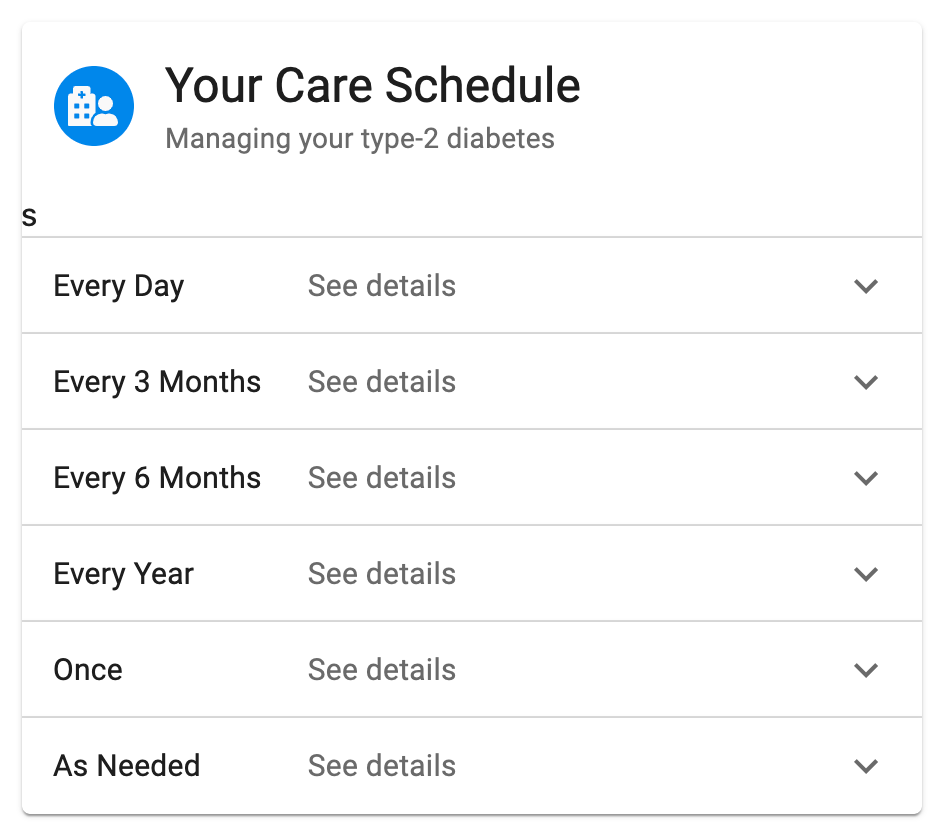 Your Care Schedule
Managing your type-2 diabetes
s
Every Day See details
Every 3 Months See details
Every 6 Months See details
Every Year See details
Once See details
As Needed See details